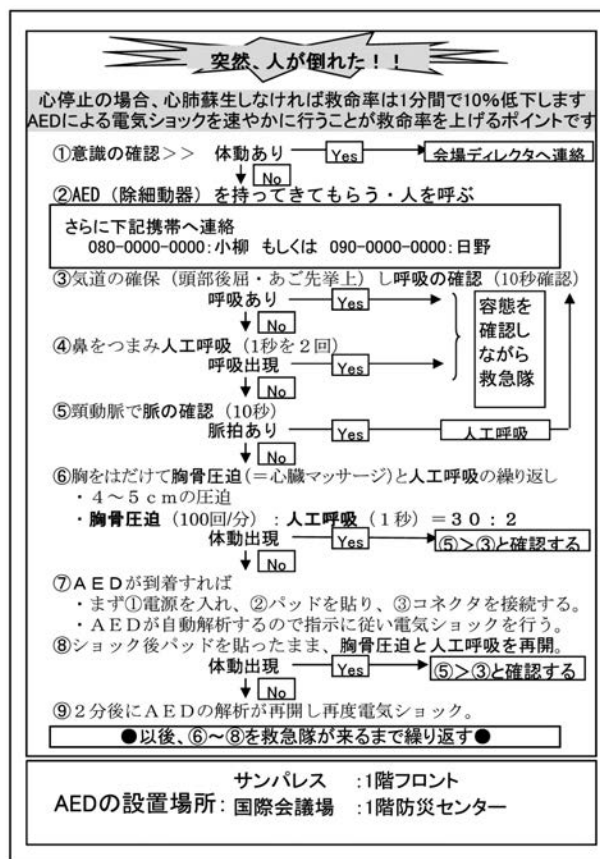 突然、人が倒れた！！
心停止の場合、心肺蘇生しなければ救命率は1分間で10%低下します
AEDによる電気ショックを速やかに行うことが救命率を上げるポイントです
①意識の確認>> 体動あり Yes 会場ディレクタへ連絡
No
②AED（除細動器）を持ってきてもらう・人を呼ぶ
さらに下記携帯へ連絡
080-0000-0000：小柳 もしくは 090-0000-0000：日野
③気道の確保（頭部後屈・あご先挙上）し呼吸の確認（10秒確認）
呼吸あり Yes
No
④鼻をつまみ人工呼吸（1秒を２回）
呼吸出現 Yes
No
容態を
確認し
ながら
救急隊
⑤頸動脈で脈の確認（10秒）
脈拍あり Yes 人工呼吸
No
⑥胸をはだけて胸骨圧迫（＝心臓マッサージ）と人工呼吸の繰り返し
・４～５ｃｍの圧迫
・胸骨圧迫（100回/分）：人工呼吸（１秒）＝３０：２
体動出現 Yes ⑤>③と確認する
No
⑦ＡＥＤが到着すれば
・まず①電源を入れ、②パッドを貼り、③コネクタを接続する。
・ＡＥＤが自動解析するので指示に従い電気ショックを行う。
⑧ショック後パッドを貼ったまま、胸骨圧迫と人工呼吸を再開。
体動出現 Yes ⑤>③と確認する
No
⑨２分後にＡＥＤの解析が再開し再度電気ショック。
●以後、⑥～⑧を救急隊が来るまで繰り返す●
AEDの設置場所：サンパレス ：1階フロント
国際会議場 ：1階防災センター